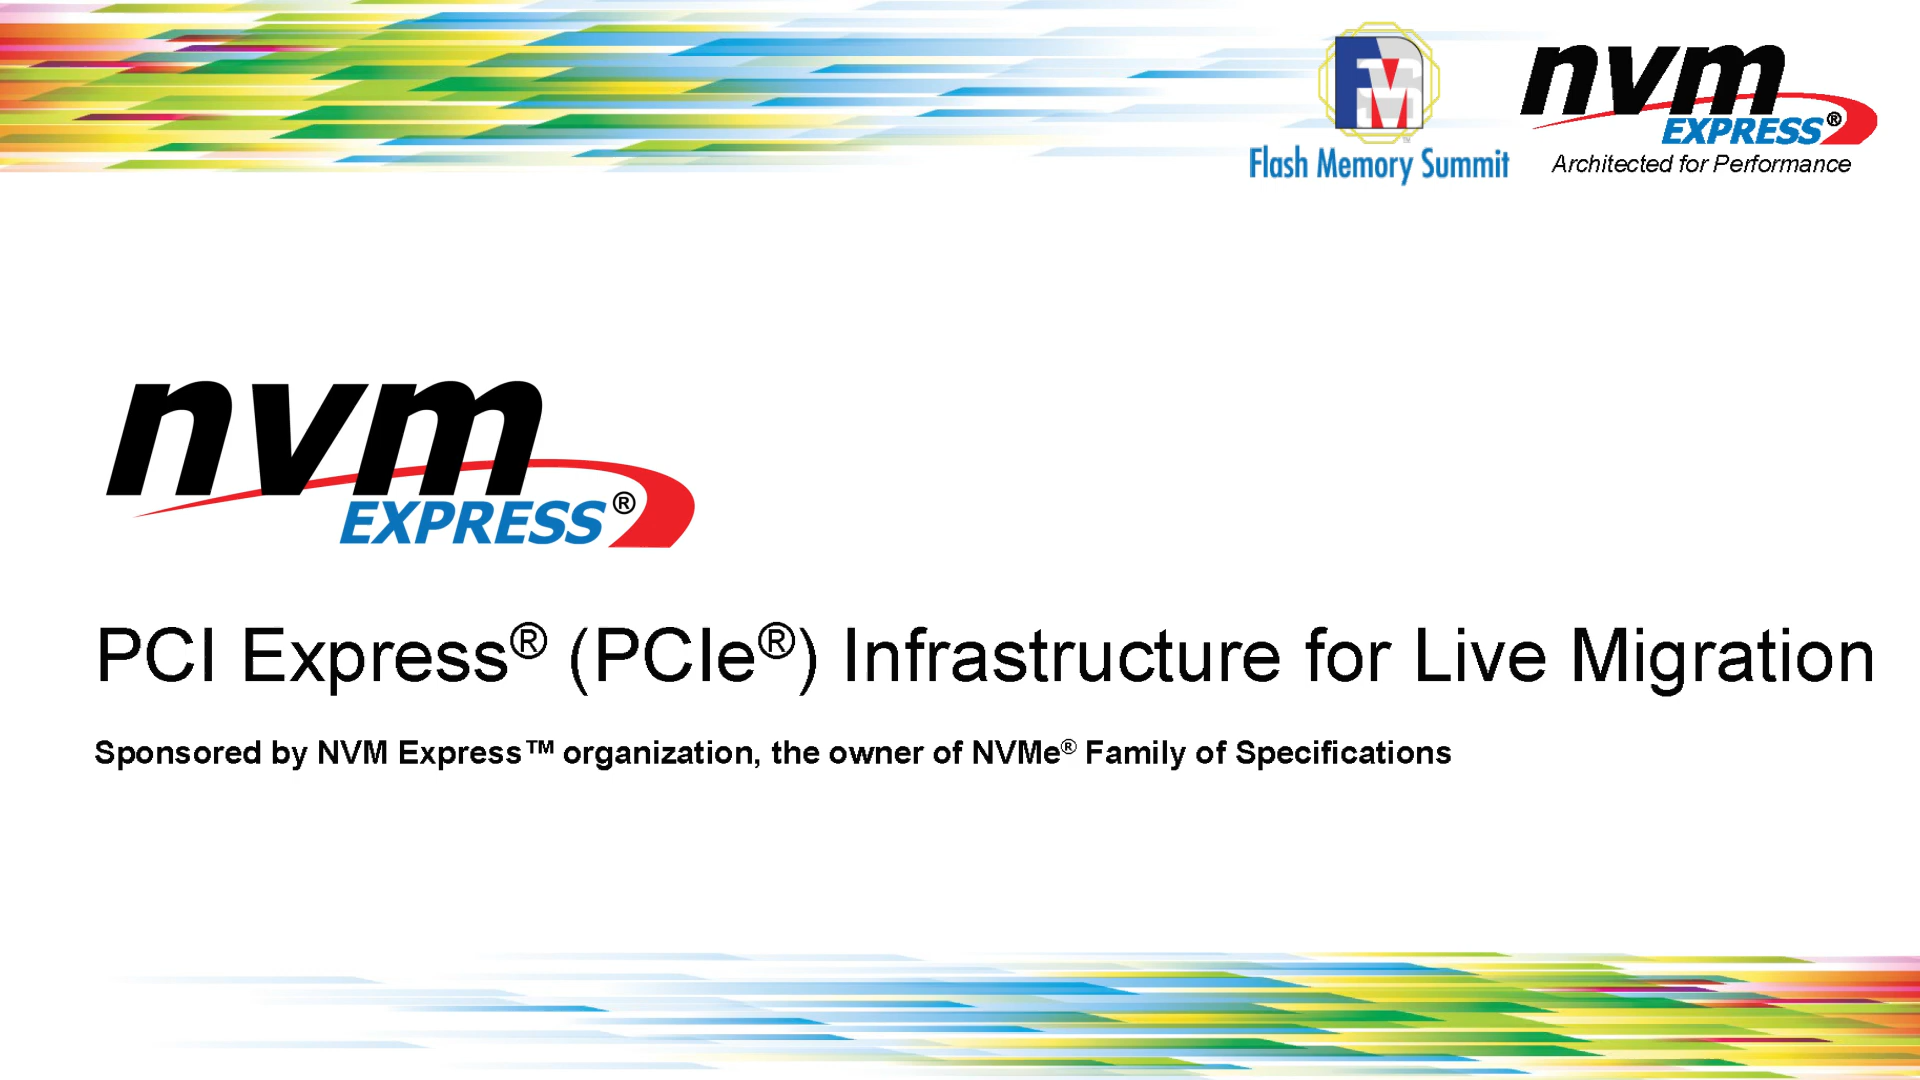 FMS
Flash Memory Summit
nvm
EXPRESS®
Architected for Performance
nvm
EXPRESS®
PCI Express® (PCIe®) Infrastructure for Live Migration
Sponsored by NVM Express™ organization, the owner of NVMe® Family of Specifications